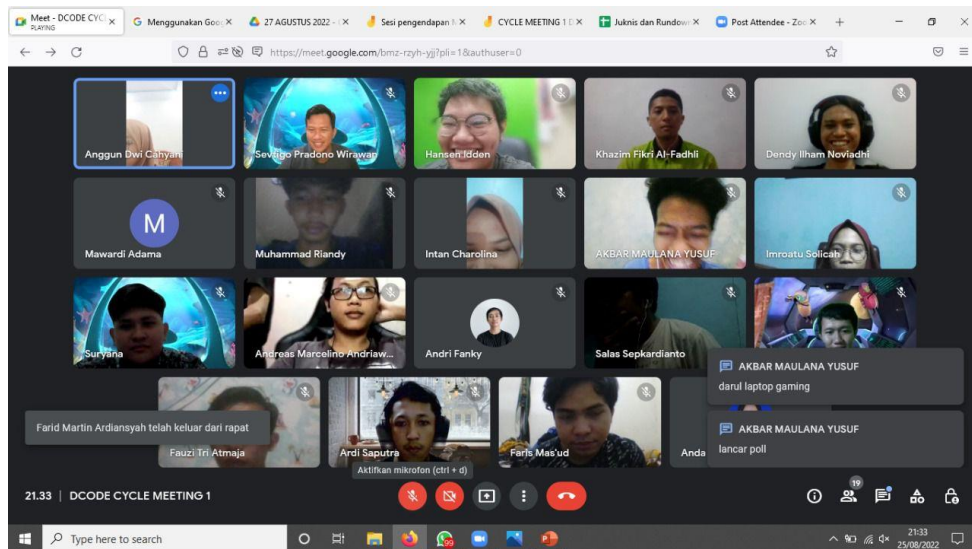 Meet - DCODE CYC
PLAYING
Menggunakan Goo
27 AGUSTUS 2022 -
Sesi pengendapan
CYCLE MEETING 1
Juknis dan Rundown
Post Attendee - Zoo
https://meet.google.com/bmz-rzyh-yjj?pli=1&authuser=0
Anggun Dwi Cahyani
Sevtigo Pradono Wirawan
Hansen Idden
Khazim Fikri Al-Fadhli
Dendy Ilham Noviadhi
M
Mawardi Adama
Muhammad Riandy
Intan Charolina
AKBAR MAULANA YUSUF
Imroatu Solicah
Suryana
Andreas Marcelino Andriaw...
Andri Fanky
Salas Sepkardianto
AKBAR MAULANA YUSUF
darul laptop gaming
Farid Martin Ardiansyah telah keluar dari rapat
Fauzi Tri Atmaja
Ardi Saputra
Faris Mas'ud
Anda
AKBAR MAULANA YUSUF
lancar poll
Aktifkan mikrofon (ctrl + d)
21.33 | DCODE CYCLE MEETING 1
19
Type here to search
99
21:33
25/08/2022